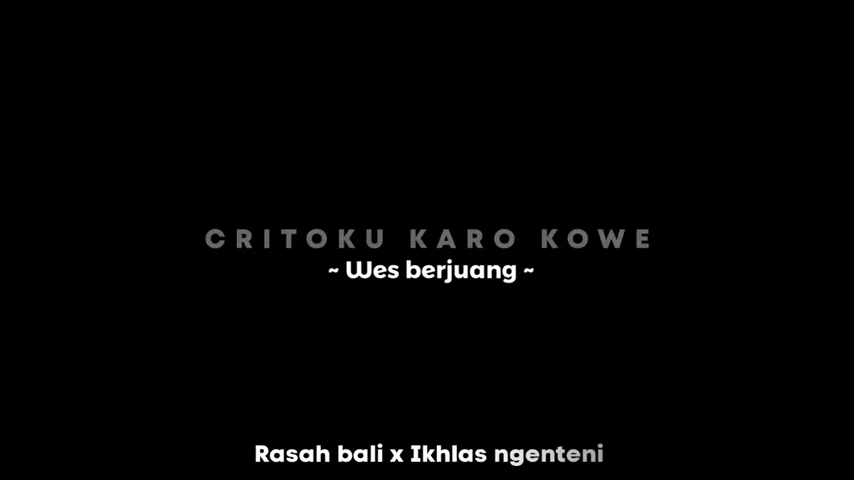 CRITOKU KARO KOWE
~ Wes berjuang ~
Rasah bali x Ikhlas ngenteni